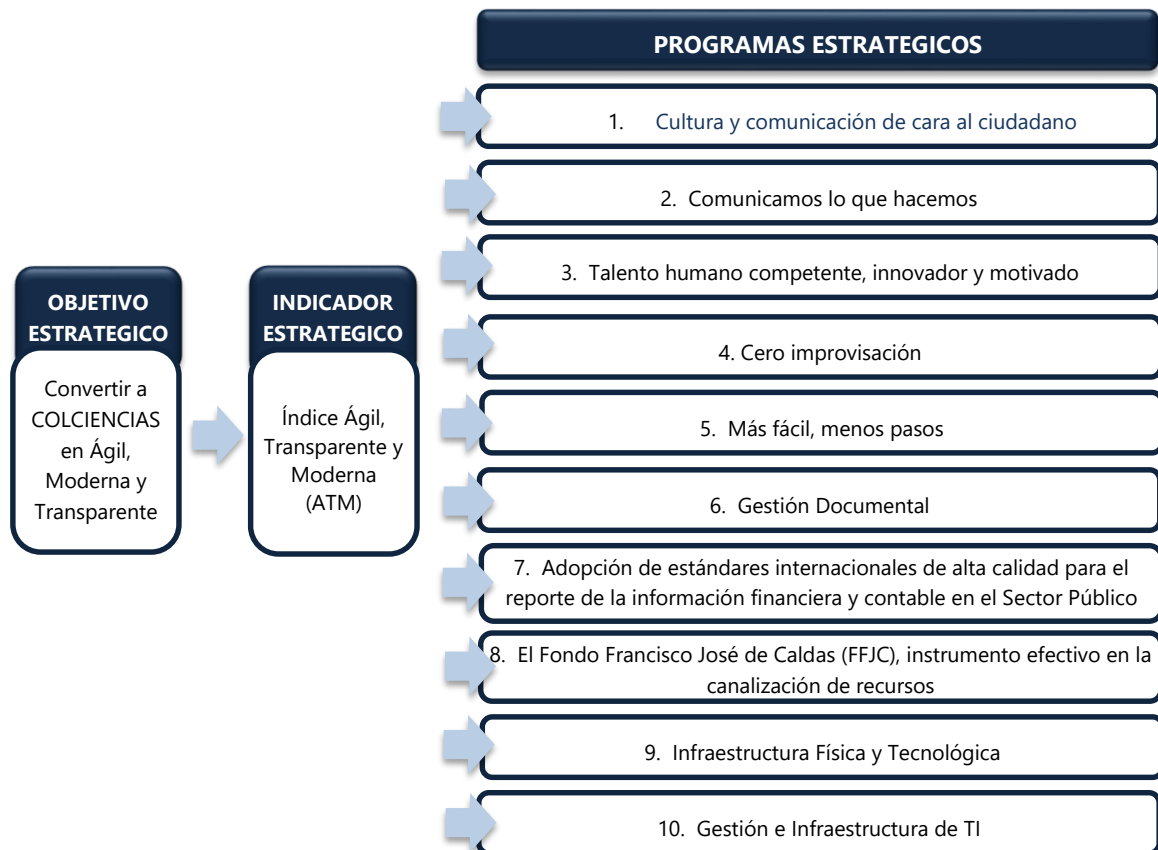 PROGRAMAS ESTRATEGICOS
1. Cultura y comunicación de cara al ciudadano
2. Comunicamos lo que hacemos
3. Talento humano competente, innovador y motivado
4. Cero improvisación
5. Más fácil, menos pasos
6. Gestión Documental
7. Adopción de estándares internacionales de alta calidad para el
reporte de la información financiera y contable en el Sector Público
8. El Fondo Francisco José de Caldas (FFJC), instrumento efectivo en la
canalización de recursos
9. Infraestructura Física y Tecnológica
10. Gestión e Infraestructura de TI
OBJETIVO
ESTRATEGICO
Convertir a
COLCIENCIAS
en Ágil,
Moderna y
Transparente
INDICADOR
ESTRATEGICO
Índice Ágil,
Transparente y
Moderna
(ATM)